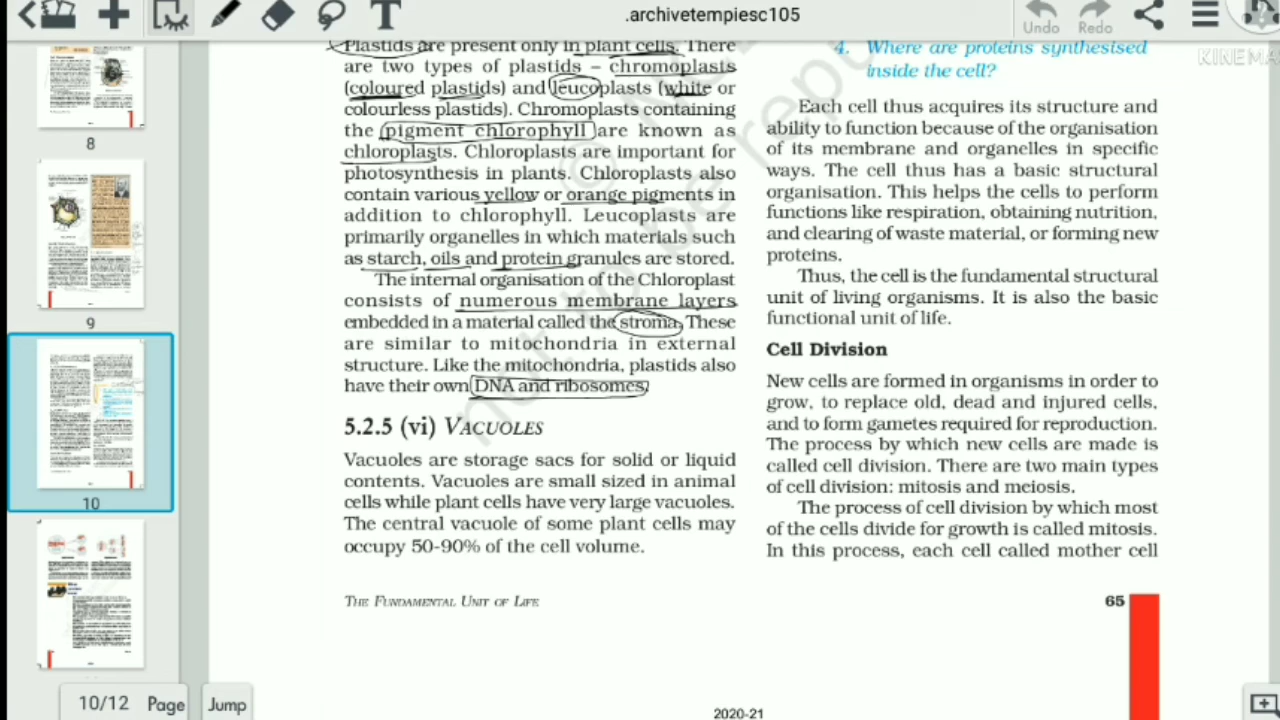 .archivetempiesc105
Undo
Redo
KINEMA
Plastids are present only in plant cells. There
are two types of plastids – chromoplasts
(coloured plastids) and leucoplasts (white or
colourless plastids). Chromoplasts containing
the pigment chlorophyll are known as
chloroplasts. Chloroplasts are important for
photosynthesis in plants. Chloroplasts also
contain various yellow or orange pigments in
addition to chlorophyll. Leucoplasts are
primarily organelles in which materials such
as starch, oils and protein granules are stored.
The internal organisation of the Chloroplast
consists of numerous membrane layers
embedded in a material called the stroma. These
are similar to mitochondria in external
structure. Like the mitochondria, plastids also
have their own DNA and ribosomes.
5.2.5 (vi) VACUOLES
Vacuoles are storage sacs for solid or liquid
contents. Vacuoles are small sized in animal
cells while plant cells have very large vacuoles.
The central vacuole of some plant cells may
occupy 50-90% of the cell volume.
4. Where are proteins synthesised
inside the cell?
Each cell thus acquires its structure and
ability to function because of the organisation
of its membrane and organelles in specific
ways. The cell thus has a basic structural
organisation. This helps the cells to perform
functions like respiration, obtaining nutrition,
and clearing of waste material, or forming new
proteins.
Thus, the cell is the fundamental structural
unit of living organisms. It is also the basic
functional unit of life.
Cell Division
New cells are formed in organisms in order to
grow, to replace old, dead and injured cells,
and to form gametes required for reproduction.
The process by which new cells are made is
called cell division. There are two main types
of cell division: mitosis and meiosis.
The process of cell division by which most
of the cells divide for growth is called mitosis.
In this process, each cell called mother cell
THE FUNDAMENTAL UNIT OF LIFE
65
2020-21
8
9
10
10/12 Page
Jump